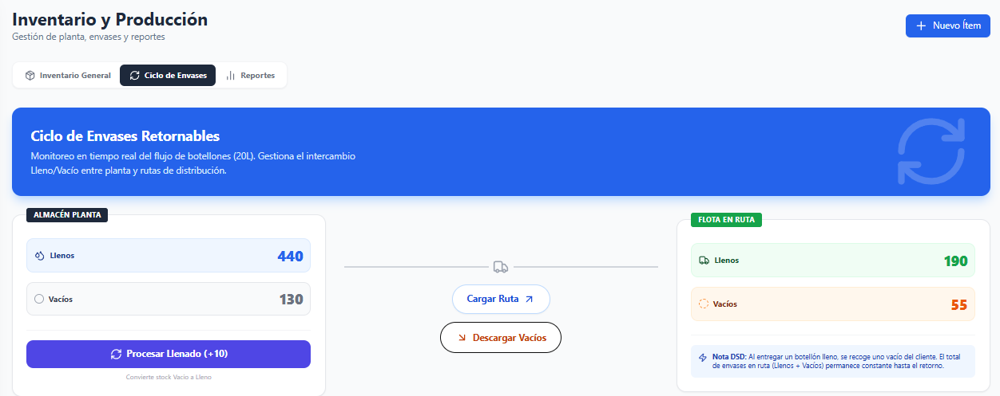 Inventario y Producción
Gestión de planta, envases y reportes
Nuevo Ítem
Inventario General
Ciclo de Envases
Reportes
Ciclo de Envases Retornables
Monitoreo en tiempo real del flujo de botellones (20L). Gestiona el intercambio
Lleno/Vacío entre planta y rutas de distribución.
ALMACÉN PLANTA
Llenos 440
Vacíos 130
Procesar Llenado (+10)
Convierte stock Vacío a Lleno
Cargar Ruta
Descargar Vacíos
FLOTA EN RUTA
Llenos 190
Vacíos 55
Nota DSD: Al entregar un botellón lleno, se recoge uno vacío del cliente. El total
de envases en ruta (Llenos + Vacíos) permanece constante hasta el retorno.